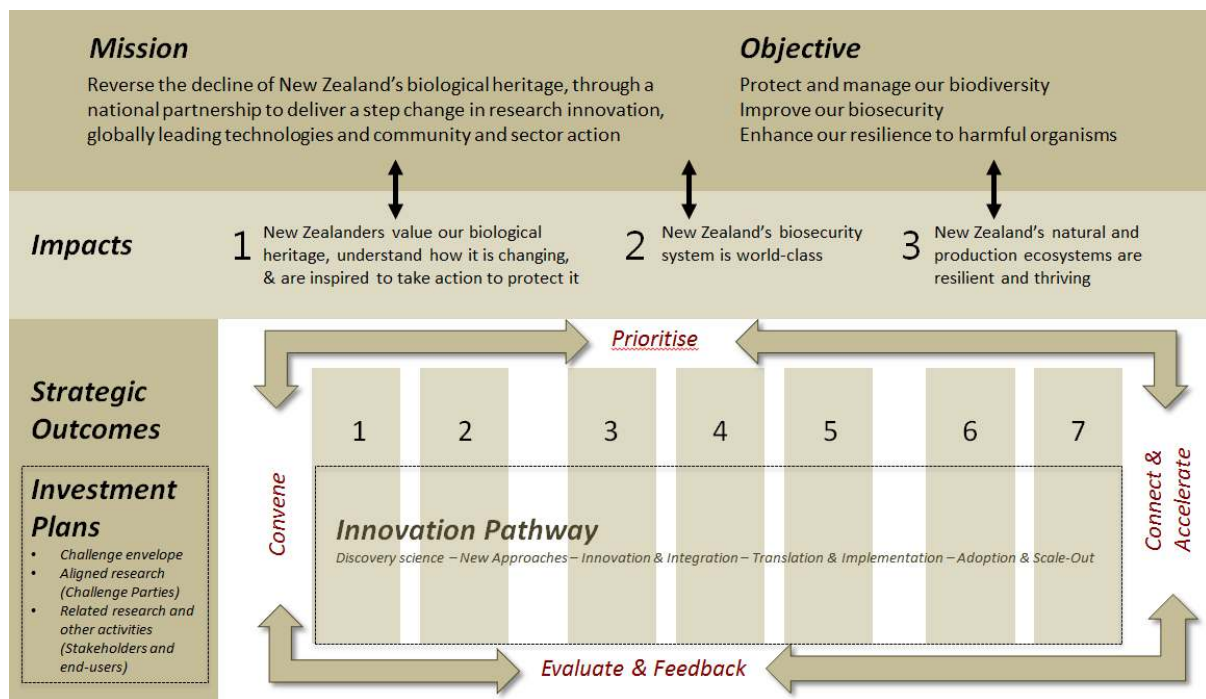 Mission
Reverse the decline of New Zealand's biological heritage, through a
national partnership to deliver a step change in research innovation,
globally leading technologies and community and sector action
Objective
Protect and manage our biodiversity
Improve our biosecurity
Enhance our resilience to harmful organisms
Impacts
1
New Zealanders value our biological
heritage, understand how it is changing,
& are inspired to take action to protect it
2
New Zealand's biosecurity
system is world-class
3
New Zealand's natural and
production ecosystems are
resilient and thriving
Prioritise
Strategic
Outcomes
1 2 3 4 5 6 7
Investment
Plans
• Challenge envelope
• Aligned research
(Challenge Parties)
• Related research and
other activities
(Stakeholders and
end-users)
Convene
Innovation Pathway
Discovery science – New Approaches – Innovation & Integration – Translation & Implementation – Adoption & Scale-Out
Connect &
Accelerate
Evaluate & Feedback